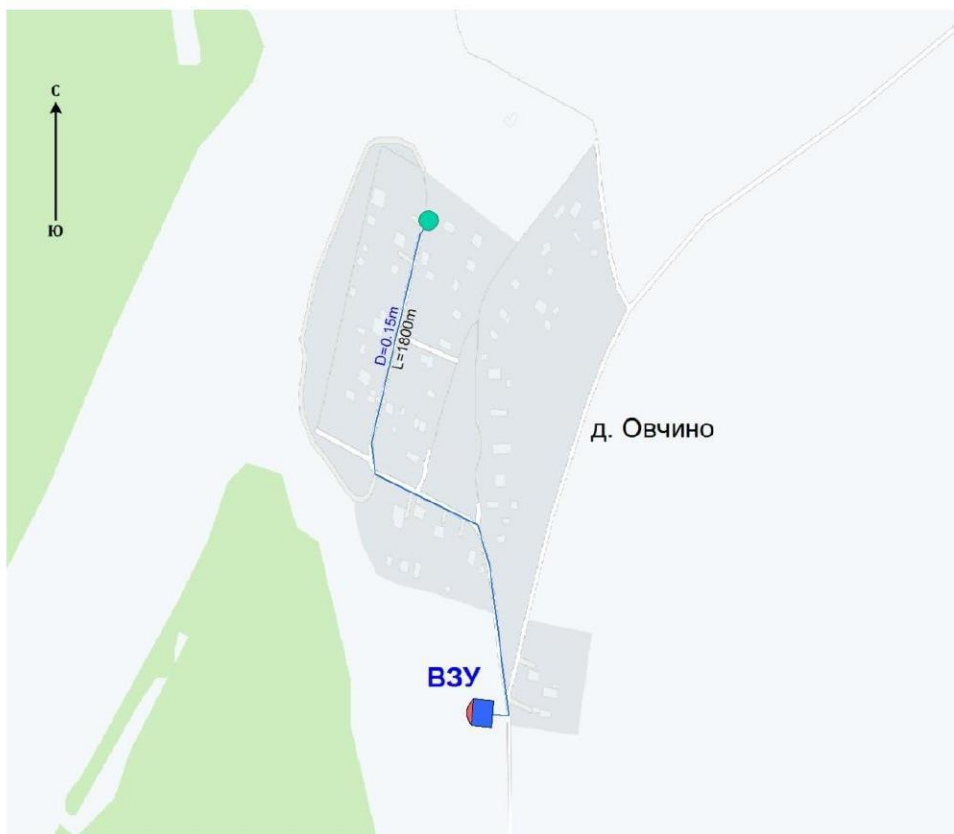 С
Ю
D=0.15m
L=1800m
д. Овчино
ВЗУ